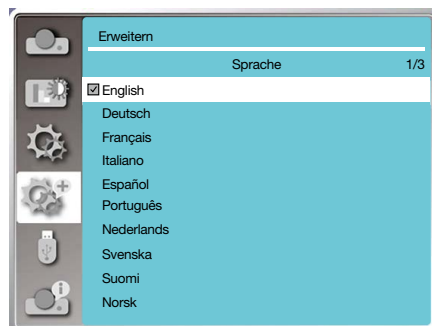 Erweitern
Sprache 1/3
English
Deutsch
Français
Italiano
Español
Português
Nederlands
Svenska
Suomi
Norsk